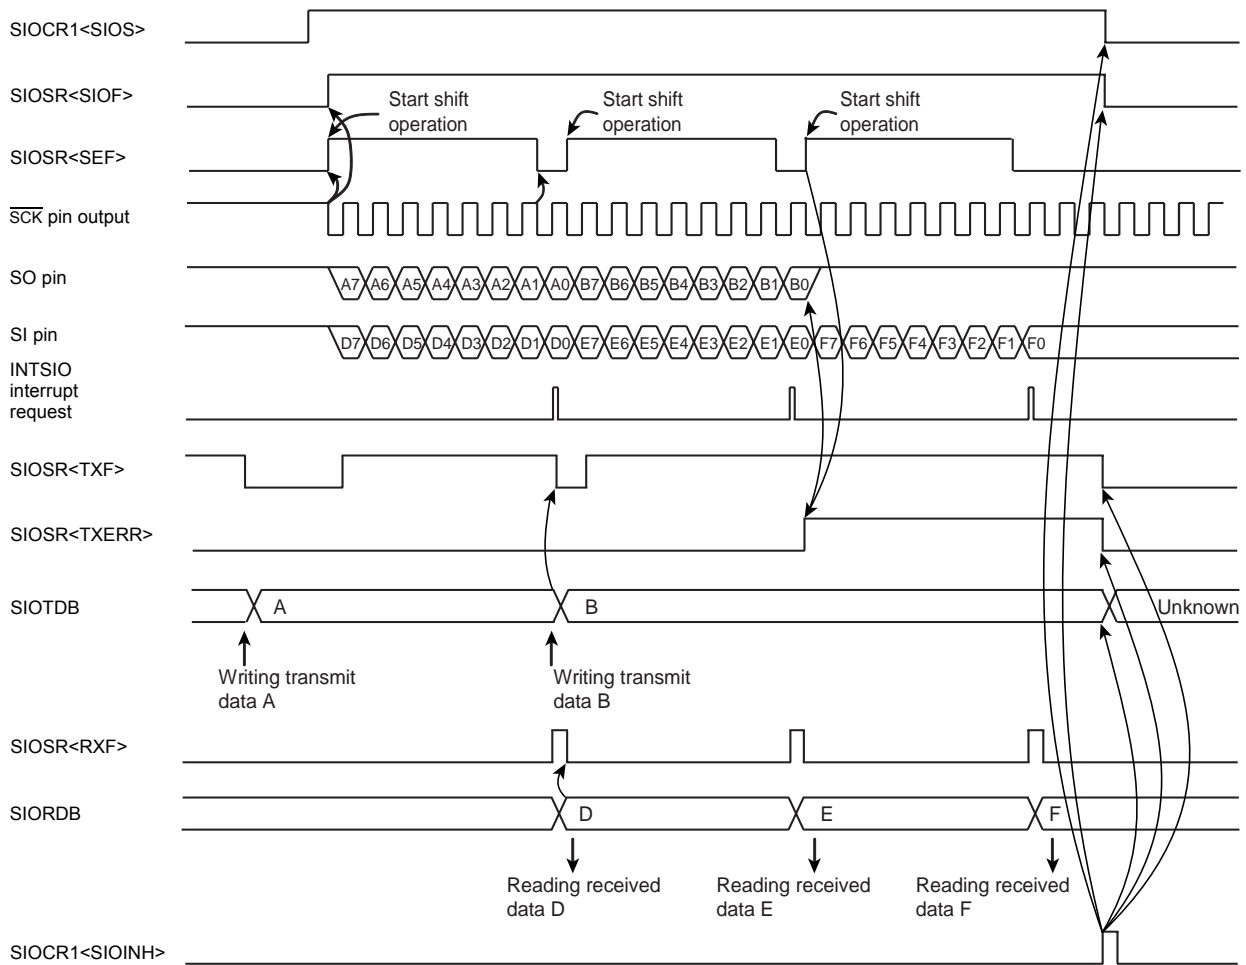 SIOCR1<SIOS>
SIOSR<SIOF>
Start shift
operation
Start shift
operation
Start shift
operation
SIOSR<SEF>
SCK pin output
SO pin
A7 A6 A5 A4 A3 A2 A1 A0 B7 B6 B5 B4 B3 B2 B1 B0
SI pin
D7 D6 D5 D4 D3 D2 D1 D0 E7 E6 E5 E4 E3 E2 E1 E0 F7 F6 F5 F4 F3 F2 F1 F0
INTSIO
interrupt
request
SIOSR<TXF>
SIOSR<TXERR>
SIOTDB
A
B
Unknown
Writing transmit
data A
Writing transmit
data B
SIOSR<RXF>
SIORDB
D
E
F
Reading received
data D
Reading received
data E
Reading received
data F
SIOCR1<SIOINH>